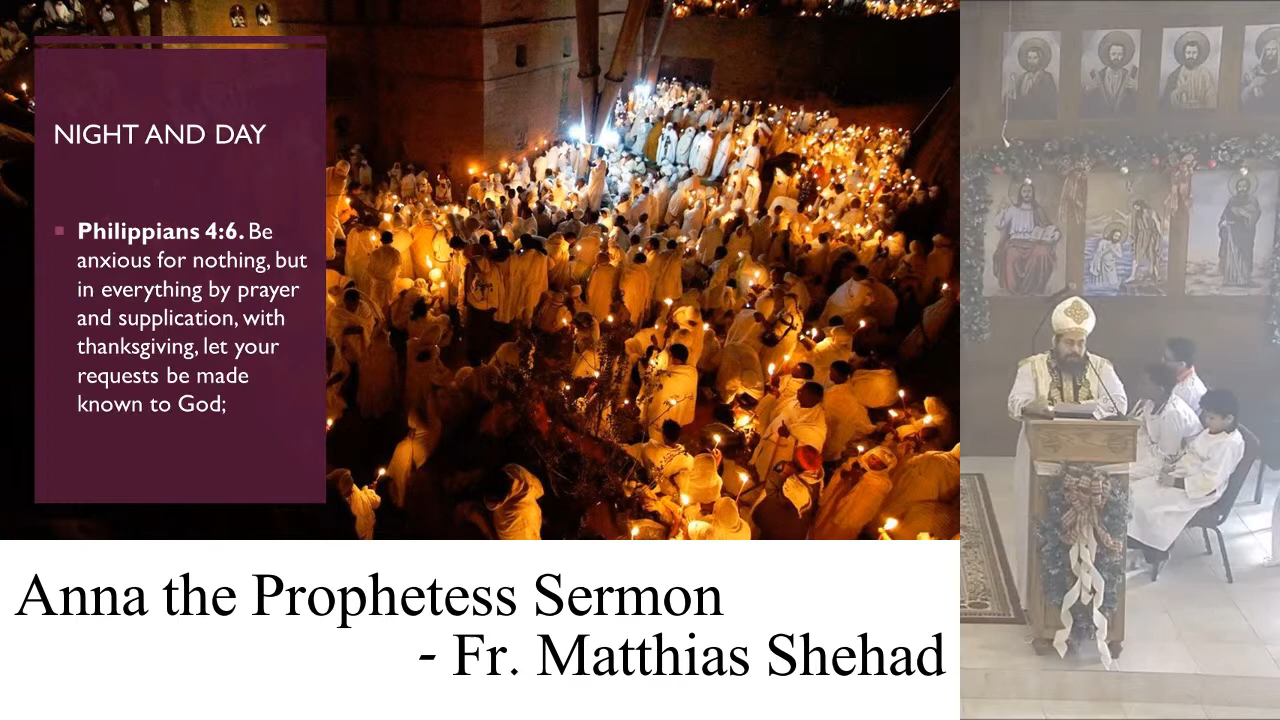 NIGHT AND DAY
Philippians 4:6. Be
anxious for nothing, but
in everything by prayer
and supplication, with
thanksgiving, let your
requests be made
known to God;
Anna the Prophetess Sermon
- Fr. Matthias Shehad